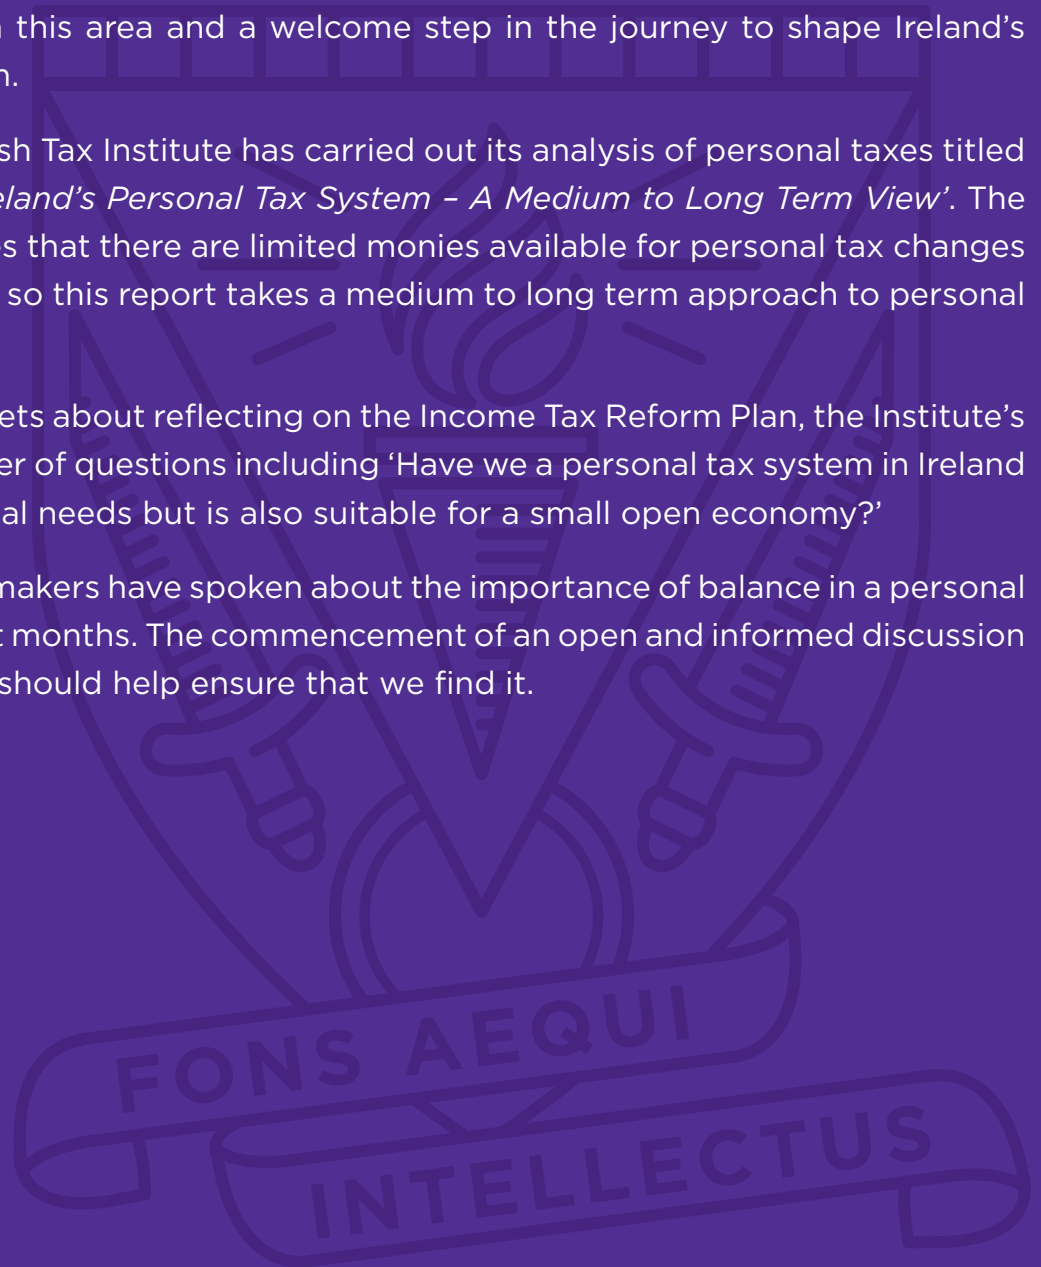 this area and a welcome step in the journey to shape Ireland’s
sh Tax Institute has carried out its analysis of personal taxes titled
eland’s Personal Tax System – A Medium to Long Term View’. The
s that there are limited monies available for personal tax changes
so this report takes a medium to long term approach to personal
ets about reflecting on the Income Tax Reform Plan, the Institute’s
er of questions including ‘Have we a personal tax system in Ireland
al needs but is also suitable for a small open economy?’
makers have spoken about the importance of balance in a personal
t months. The commencement of an open and informed discussion
should help ensure that we find it.
FONS AEQUI
INTELLECTUS